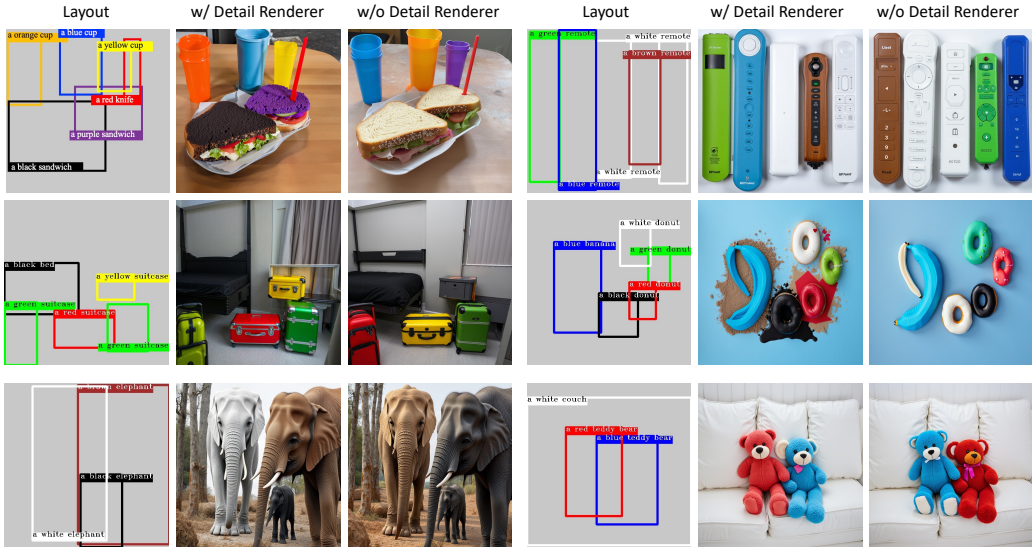 Layout w/ Detail Renderer w/o Detail Renderer Layout w/ Detail Renderer w/o Detail Renderer
a orange cup
a blue cup
a yellow cup
a red knife
a purple sandwich
a black sandwich
a green remote
a white remote
a brown remote
a white remote
a blue remote
a black bed
a yellow suitcase
a green suitcase
a red suitcase
a green suitcase
a white donut
a blue banana
a green donut
a red donut
a black donut
a brown elephant
a black elephant
a white elephant
a white couch
a red teddy bear
a blue teddy bear